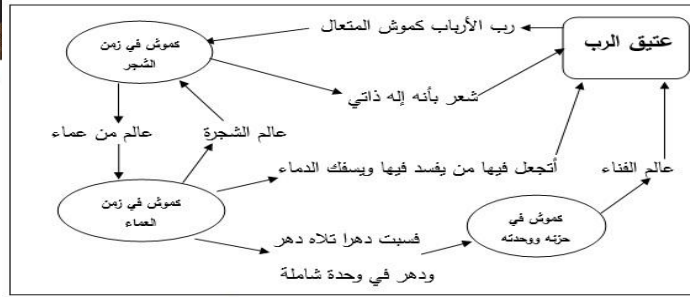 رب الأرباب كموش المتعال
عتيق الرب
كموش في زمن
الشجر
شعر بأنه إله ذاتي
عالم من عماء
عالم الشجرة
أتجعل فيها من يفسد فيها ويسفك الدماء
عالم الفناء
كموش في زمن
العماء
كموش في
حزنه ووحدته
فسبت دهرا تلاه دهر
ودهر في وحدة شاملة